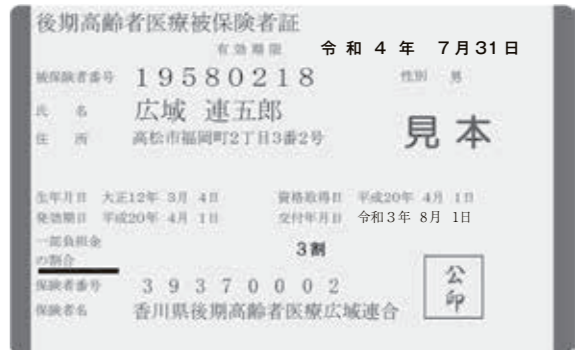 後期高齢者医療被保険者証
有効期限 令和4年 7月31日
被保険者番号 19580218 性別 男
氏名 広域 連五郎
住所 高松市福岡町2丁目3番2号
見本
生年月日 大正12年 3月 4日 資格取得日 平成20年 4月 1日
発効期日 平成20年 4月 1日 交付年月日 令和3年 8月 1日
一部負担金
の割合 3割
保険者番号 39370002
保険者名 香川県後期高齢者医療広域連合
公印